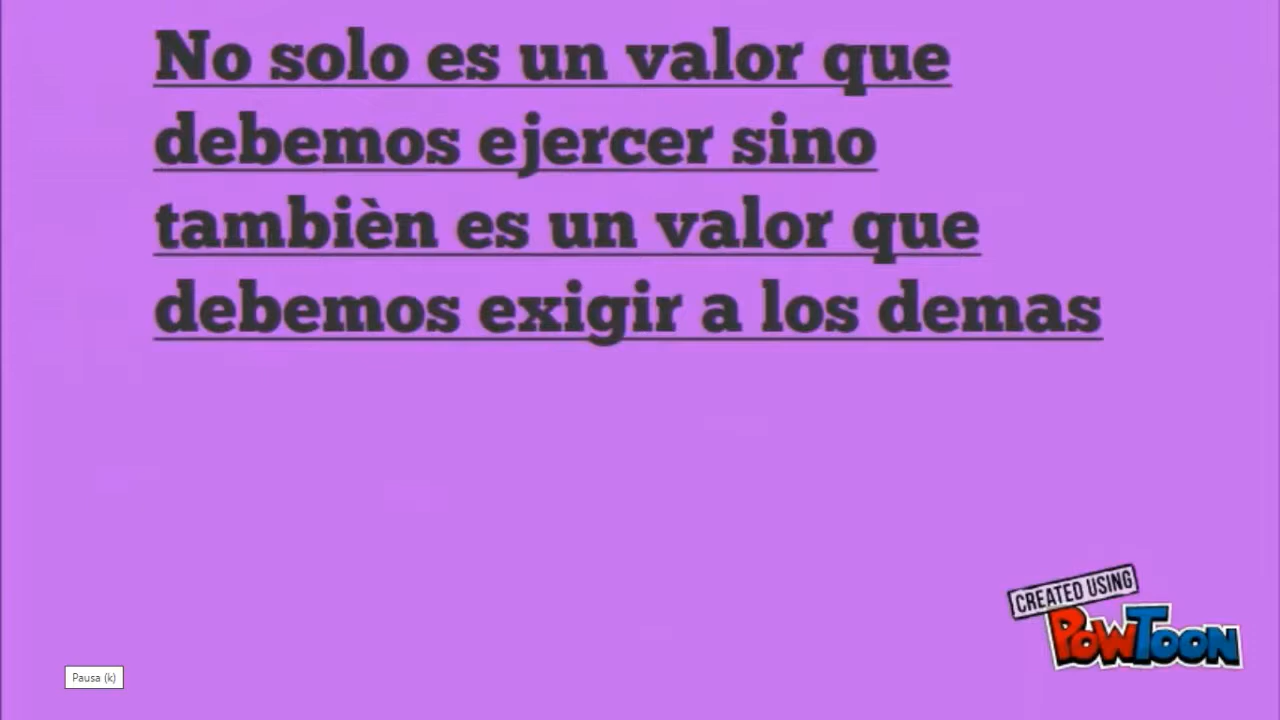 No solo es un valor que
debemos ejercer sino
tambièn es un valor que
debemos exigir a los demas
CREATED USING
POWTOON
Pausa (k)